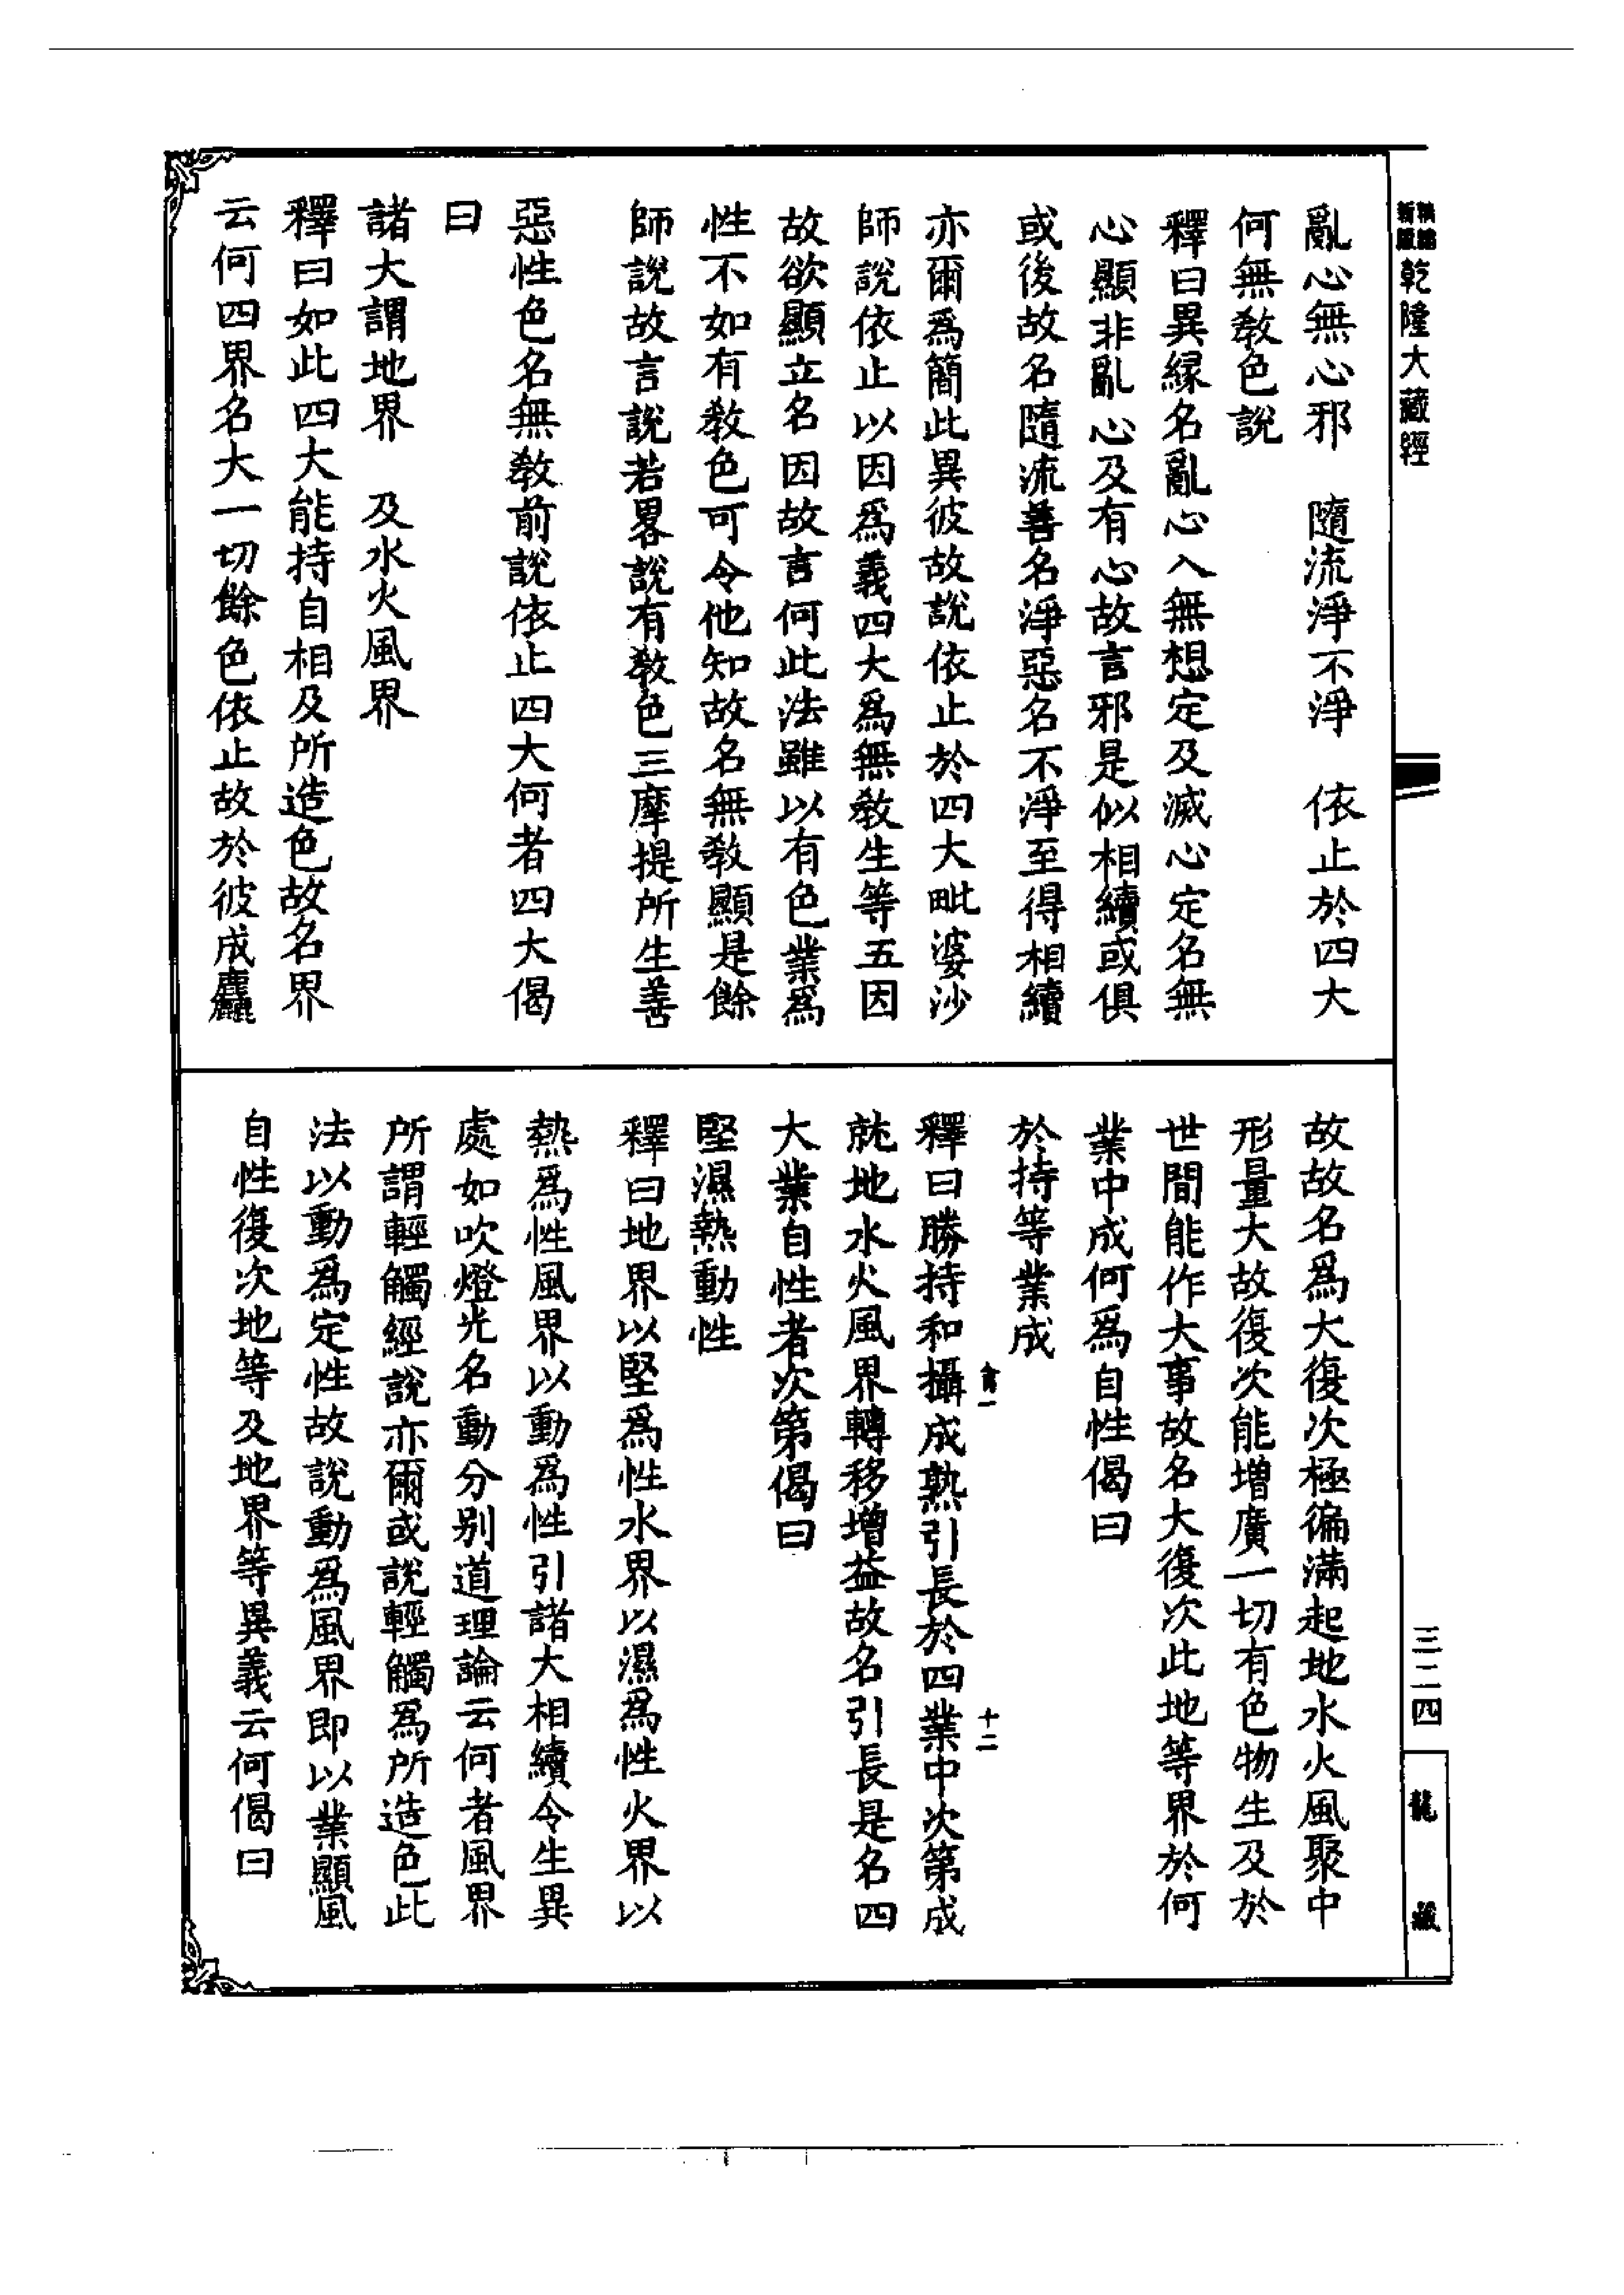 新編縮版乾隆大藏經
亂心無心邪　隨流淨不淨　依止於四大
何無教色說
釋曰異緣名亂心入無想定及滅心定名無
心顯非亂心及有心故言邪是似相續或俱
或後故名隨流善名淨惡名不淨至得相續
亦爾爲簡此異彼故說依止於四大毗婆沙
師說依止以因爲義四大爲無教生等五因
故欲顯立名因故言何此法雖以有色業爲
性不如有教色可令他知故名無教顯是餘
師說故言說若畧說有教色三摩提所生善
惡性色名無教前說依止四大何者四大偈
曰
諸大謂地界　及水火風界
釋曰如此四大能持自相及所造色故名界
云何四界名大一切餘色依止故於彼成麤
故故名爲大復次極徧滿起地水火風聚中
形量大故復次能增廣一切有色物生及於
世間能作大事故名大復次此地等界於何
業中成何爲自性偈曰
於持等業成
十二
釋曰勝持和攝成熟引長於四業中次第成
就地水火風界轉移增益故名引長是名四
大業自性者次第偈曰
堅濕熱動性
釋曰地界以堅爲性水界以濕爲性火界以
熱爲性風界以動爲性引諸大相續令生異
處如吹燈光名動分別道理論云何者風界
所謂輕觸經說亦爾或說輕觸爲所造色此
法以動爲定性故說動爲風界即以業顯風
自性復次地等及地界等異義云何偈曰
三二四
龍藏